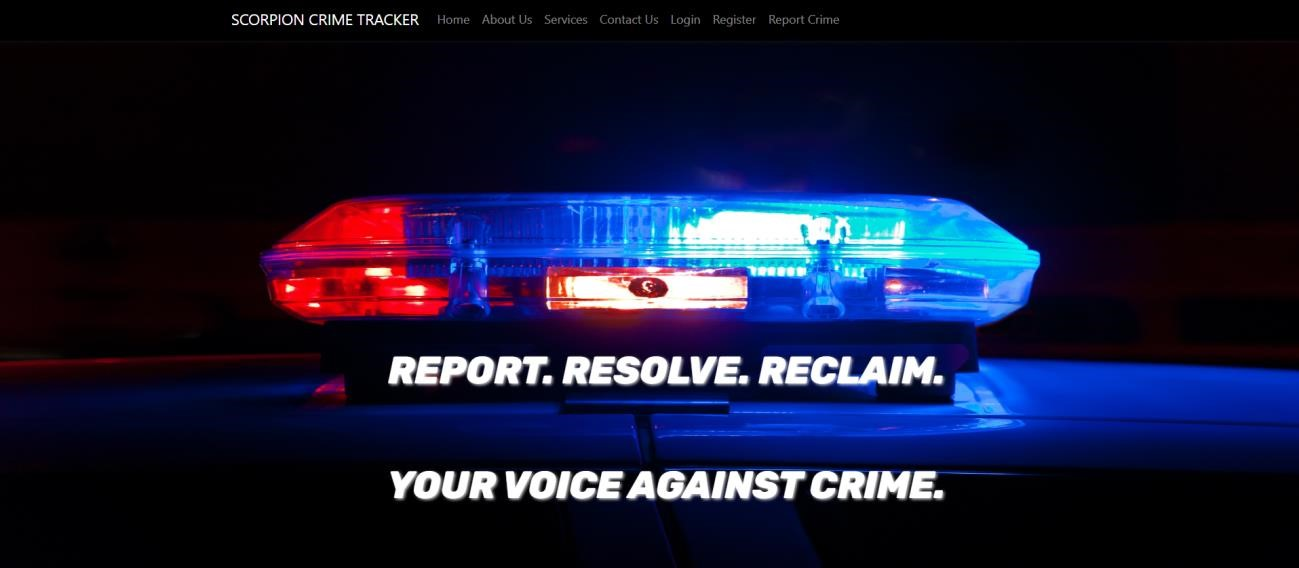 SCORPION CRIME TRACKER Home About Us Services Contact Us Login Register Report Crime
REPORT. RESOLVE. RECLAIM.
YOUR VOICE AGAINST CRIME.